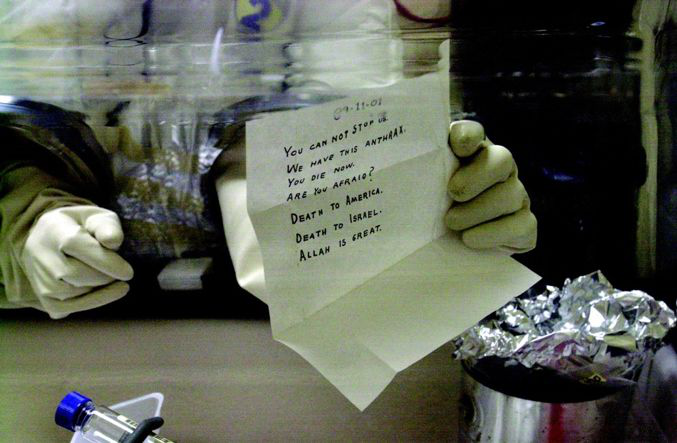 2
09-11-01
YOU CAN NOT STOP US.
WE HAVE THIS ANTHRAX.
YOU DIE NOW.
ARE YOU AFRAID?
DEATH TO AMERICA.
DEATH TO ISRAEL.
ALLAH IS GREAT.